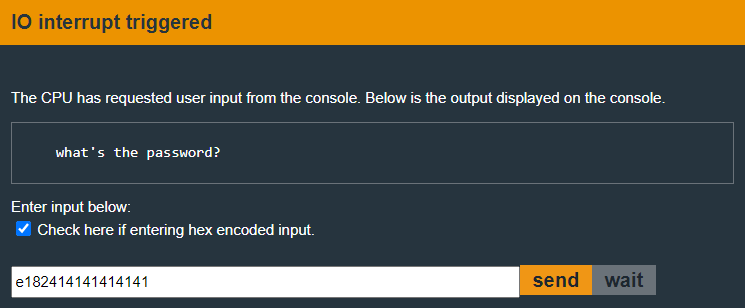 IO interrupt triggered
The CPU has requested user input from the console. Below is the output displayed on the console.
what's the password?
Enter input below:
Check here if entering hex encoded input.
e182414141414141 send wait